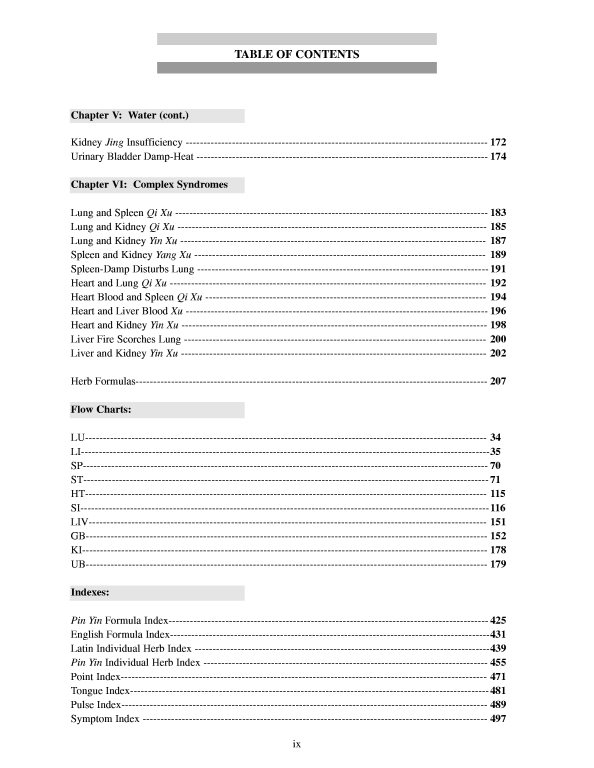 TABLE OF CONTENTS
Chapter V: Water (cont.)
Kidney Jing Insufficiency ------------------------------------------------ 172
Urinary Bladder Damp-Heat ------------------------------------------------ 174
Chapter VI: Complex Syndromes
Lung and Spleen Qi Xu ------------------------------------------------ 183
Lung and Kidney Qi Xu ------------------------------------------------ 185
Lung and Kidney Yin Xu ------------------------------------------------ 187
Spleen and Kidney Yang Xu ------------------------------------------------ 189
Spleen-Damp Disturbs Lung ------------------------------------------------ 191
Heart and Lung Qi Xu ------------------------------------------------ 192
Heart Blood and Spleen Qi Xu ------------------------------------------------ 194
Heart and Liver Blood Xu ------------------------------------------------ 196
Heart and Kidney Yin Xu ------------------------------------------------ 198
Liver Fire Scorches Lung ------------------------------------------------ 200
Liver and Kidney Yin Xu ------------------------------------------------ 202
Herb Formulas------------------------------------------------ 207
Flow Charts:
LU------------------------------------------------ 34
LI------------------------------------------------35
SP------------------------------------------------ 70
ST------------------------------------------------ 71
HT------------------------------------------------ 115
SI------------------------------------------------116
LIV------------------------------------------------ 151
GB------------------------------------------------ 152
KI------------------------------------------------ 178
UB------------------------------------------------ 179
Indexes:
Pin Yin Formula Index------------------------------------------------ 425
English Formula Index------------------------------------------------431
Latin Individual Herb Index ------------------------------------------------439
Pin Yin Individual Herb Index ------------------------------------------------ 455
Point Index------------------------------------------------ 471
Tongue Index------------------------------------------------481
Pulse Index------------------------------------------------ 489
Symptom Index ------------------------------------------------ 497
ix